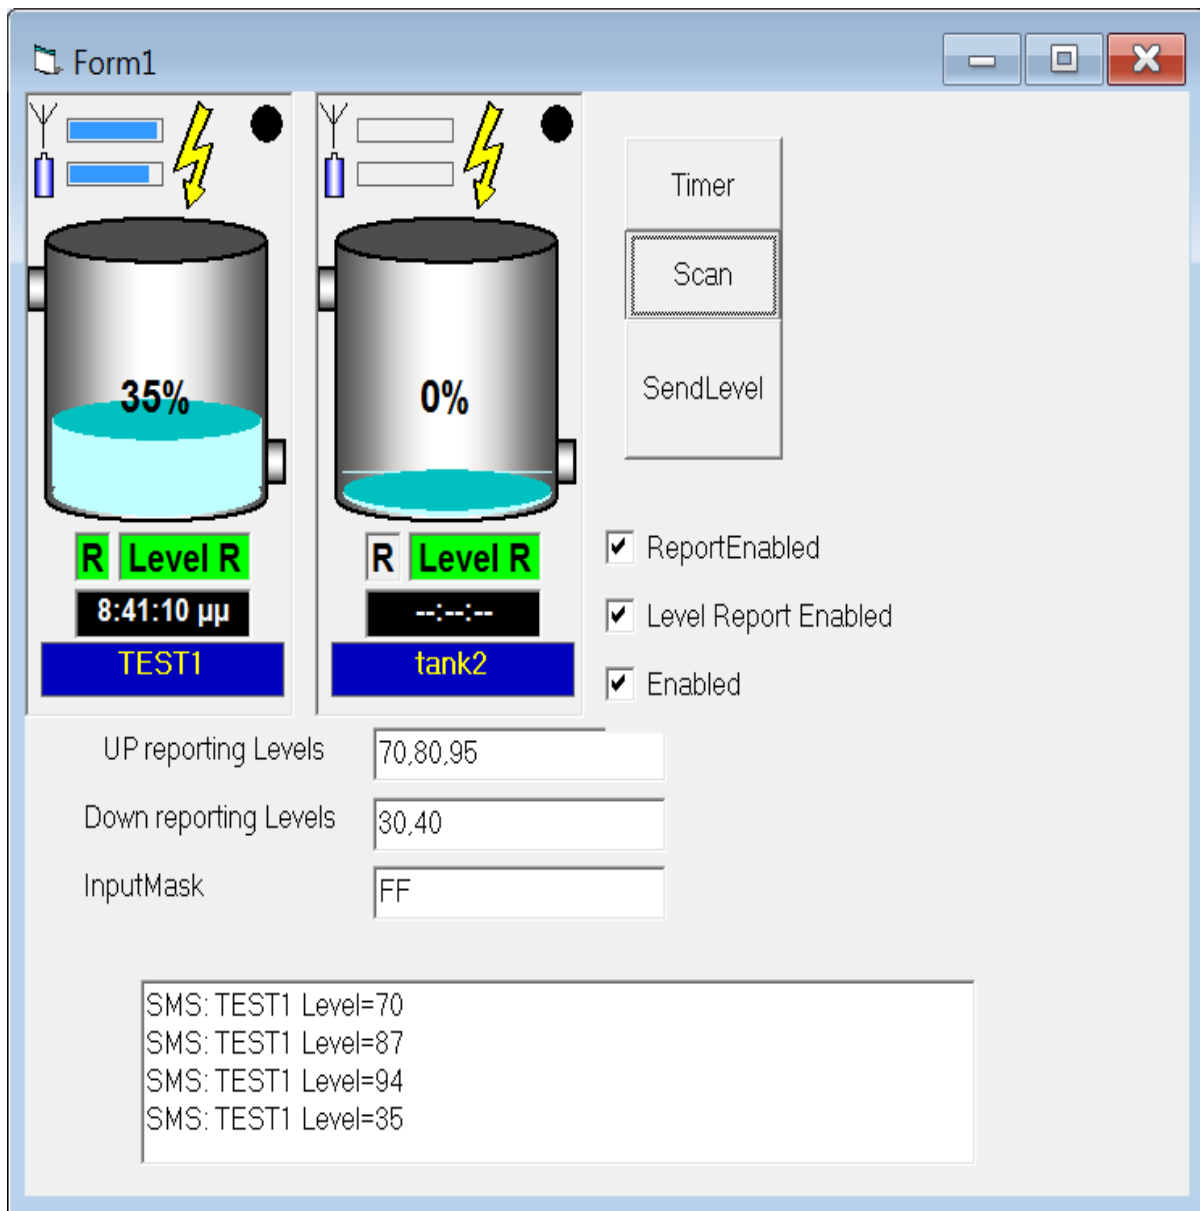 Form1
35%
R Level R
8:41:10 μμ
TEST1
0%
R Level R
--:--:--
tank2
Timer
Scan
SendLevel
ReportEnabled
Level Report Enabled
Enabled
UP reporting Levels 70,80,95
Down reporting Levels 30,40
InputMask FF
SMS: TEST1 Level=70
SMS: TEST1 Level=87
SMS: TEST1 Level=94
SMS: TEST1 Level=35